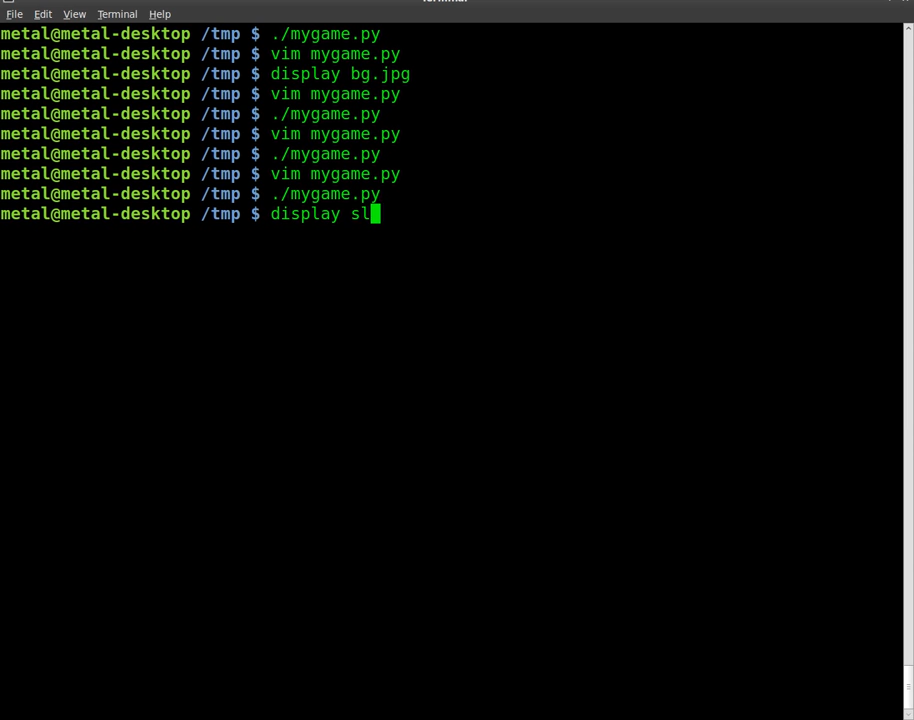 File Edit View Terminal Help
metal@metal-desktop /tmp $ ./mygame.py
metal@metal-desktop /tmp $ vim mygame.py
metal@metal-desktop /tmp $ display bg.jpg
metal@metal-desktop /tmp $ vim mygame.py
metal@metal-desktop /tmp $ ./mygame.py
metal@metal-desktop /tmp $ vim mygame.py
metal@metal-desktop /tmp $ ./mygame.py
metal@metal-desktop /tmp $ vim mygame.py
metal@metal-desktop /tmp $ ./mygame.py
metal@metal-desktop /tmp $ display sl